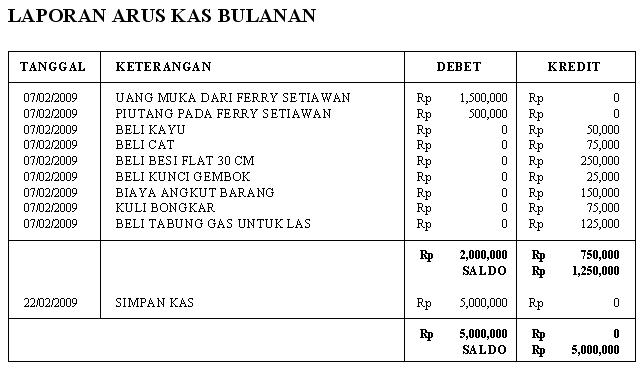 LAPORAN ARUS KAS BULANAN
TANGGAL KETERANGAN DEBET KREDIT
07/02/2009 UANG MUKA DARI FERRY SETIAWAN Rp 1,500,000 Rp 0
07/02/2009 PIUTANG PADA FERRY SETIAWAN Rp 500,000 Rp 0
07/02/2009 BELI KAYU Rp 0 Rp 50,000
07/02/2009 BELI CAT Rp 0 Rp 75,000
07/02/2009 BELI BESI FLAT 30 CM Rp 0 Rp 250,000
07/02/2009 BELI KUNCI GEMBOK Rp 0 Rp 25,000
07/02/2009 BIAYA ANGKUT BARANG Rp 0 Rp 150,000
07/02/2009 KULI BONGKAR Rp 0 Rp 75,000
07/02/2009 BELI TABUNG GAS UNTUK LAS Rp 0 Rp 125,000
Rp 2,000,000 Rp 750,000
SALDO Rp 1,250,000
22/02/2009 SIMPAN KAS Rp 5,000,000 Rp 0
Rp 5,000,000 Rp 0
SALDO Rp 5,000,000